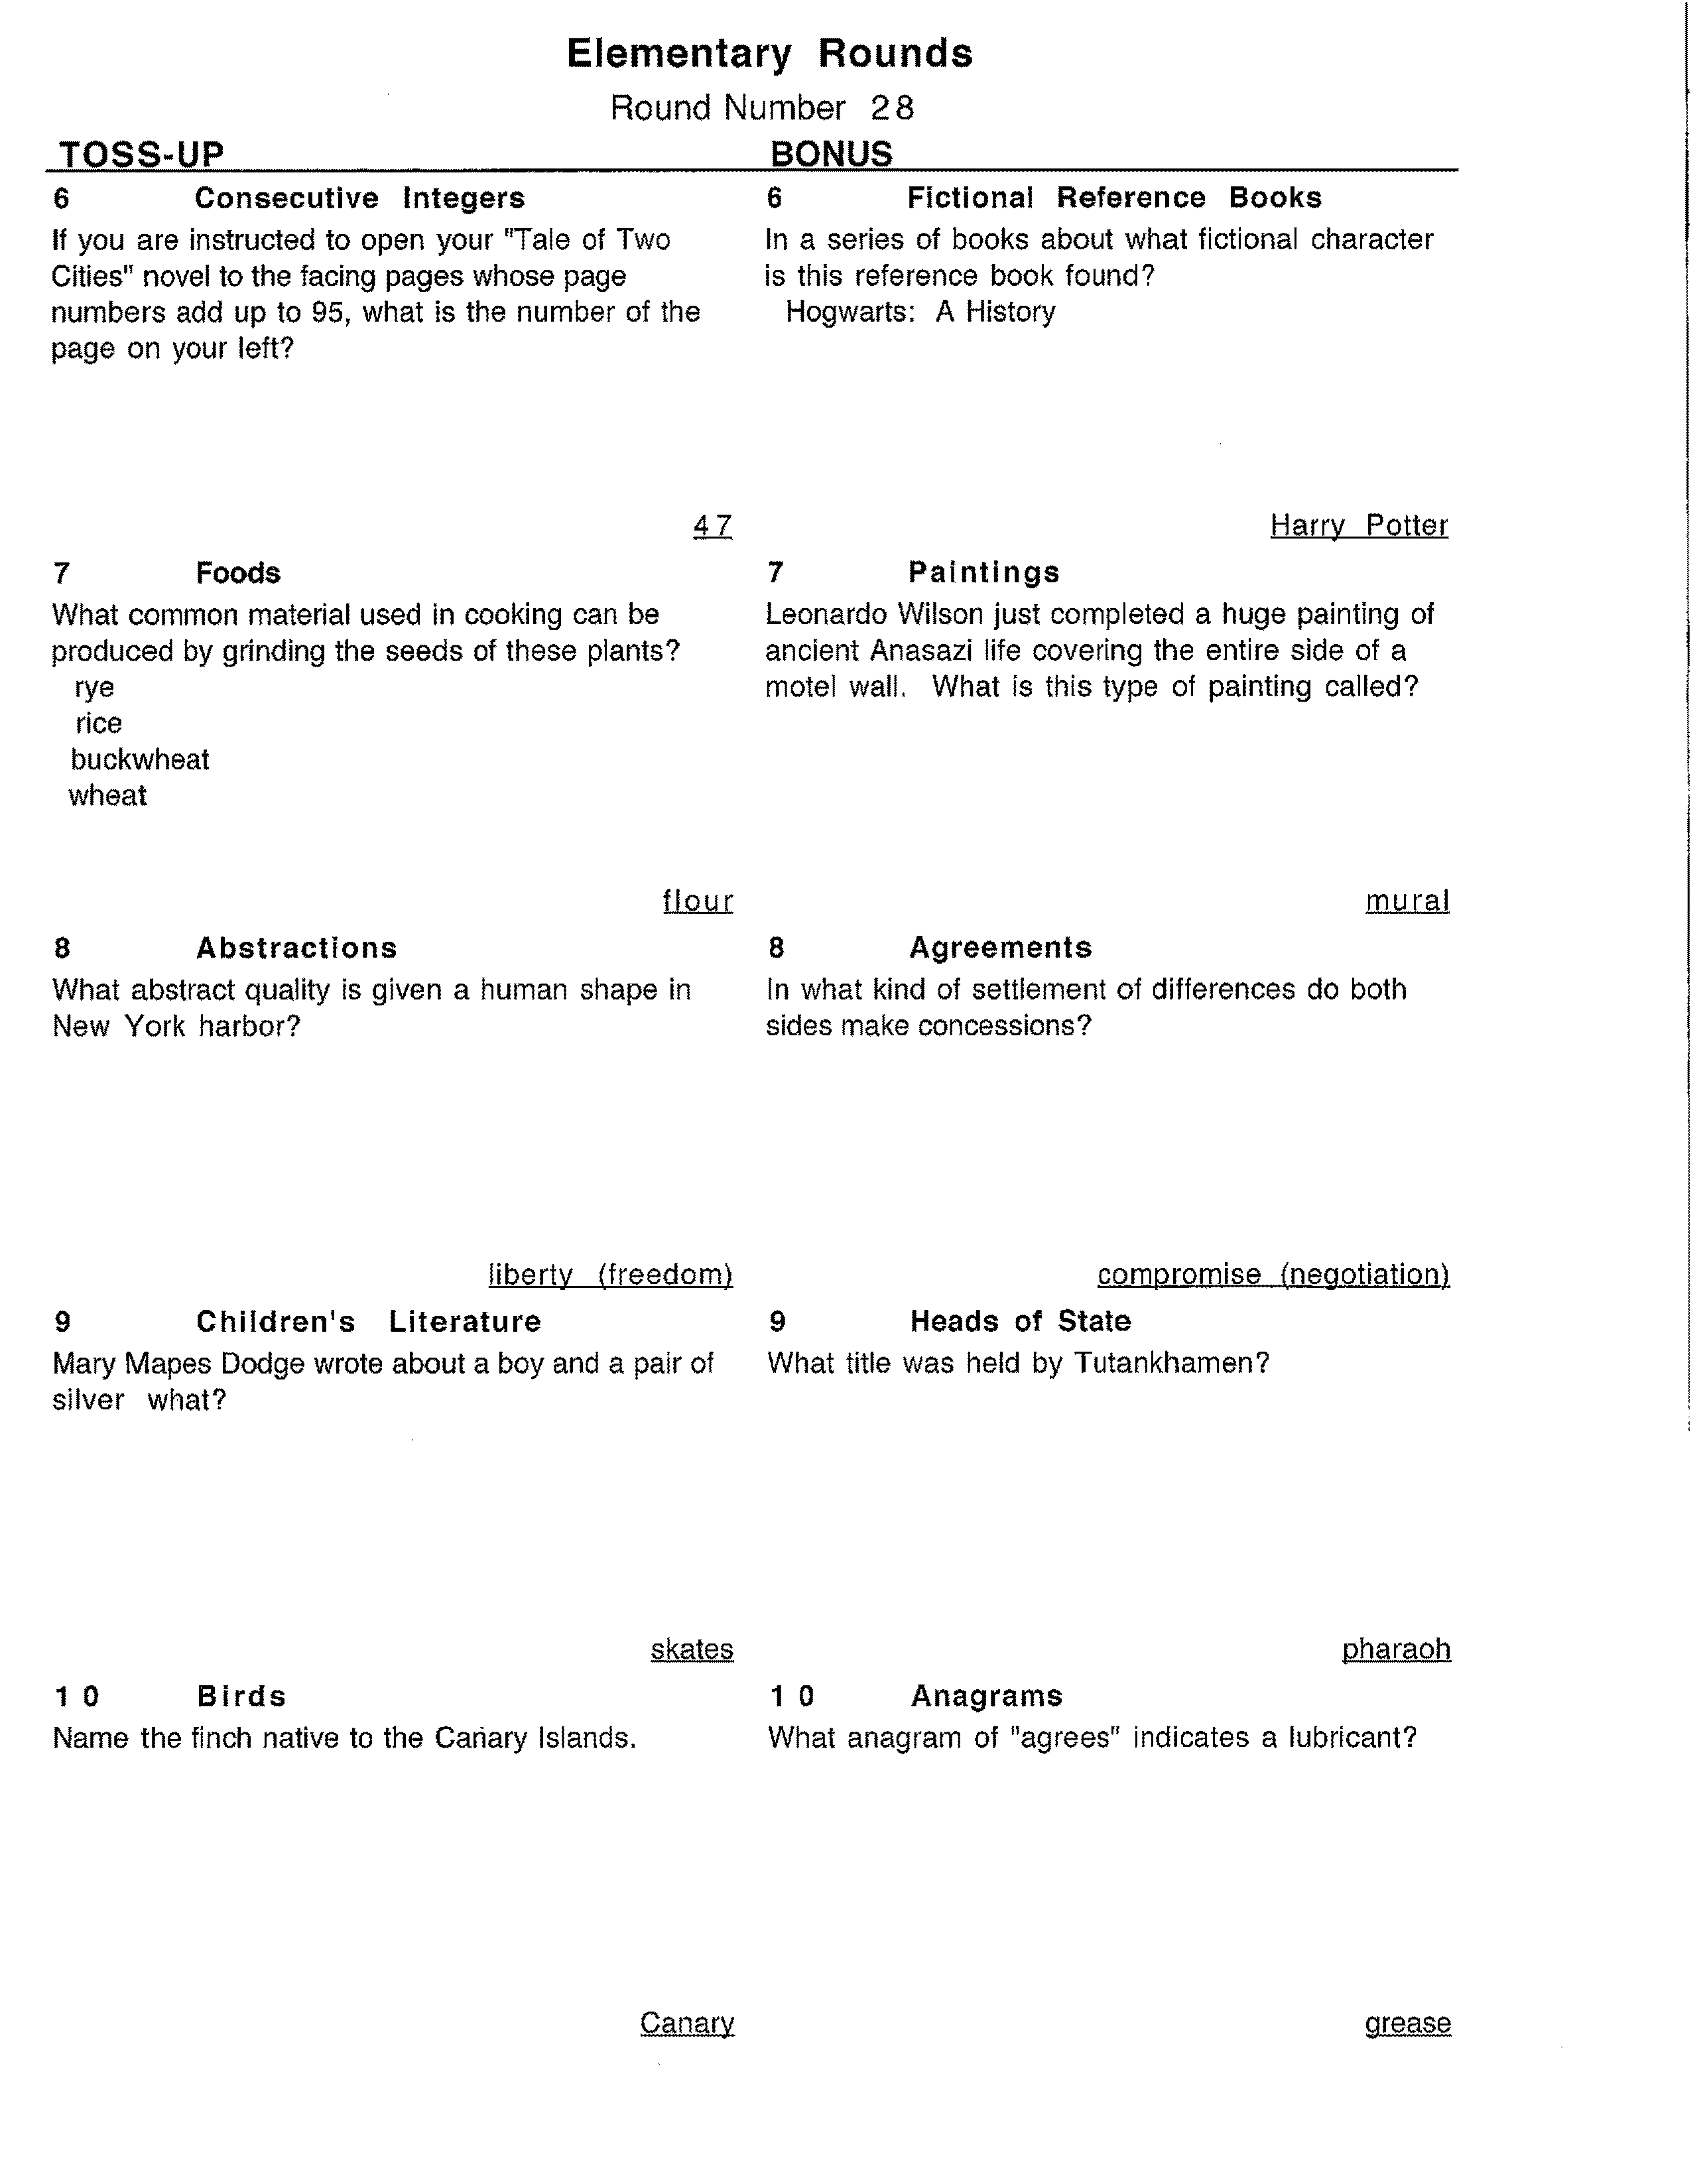 Elementary Rounds
Round Number 28
TOSS-UP
BONUS
6 Consecutive Integers
If you are instructed to open your "Tale of Two
Cities" novel to the facing pages whose page
numbers add up to 95, what is the number of the
page on your left?
47
6 Fictional Reference Books
In a series of books about what fictional character
is this reference book found?
Hogwarts: A History
Harry Potter
7 Foods
What common material used in cooking can be
produced by grinding the seeds of these plants?
rye
rice
buckwheat
wheat
flour
7 Paintings
Leonardo Wilson just completed a huge painting of
ancient Anasazi life covering the entire side of a
motel wall. What is this type of painting called?
mural
8 Abstractions
What abstract quality is given a human shape in
New York harbor?
liberty (freedom)
8 Agreements
In what kind of settlement of differences do both
sides make concessions?
compromise (negotiation)
9 Children's Literature
Mary Mapes Dodge wrote about a boy and a pair of
silver what?
skates
9 Heads of State
What title was held by Tutankhamen?
pharaoh
10 Birds
Name the finch native to the Canary Islands.
Canary
10 Anagrams
What anagram of "agrees" indicates a lubricant?
grease